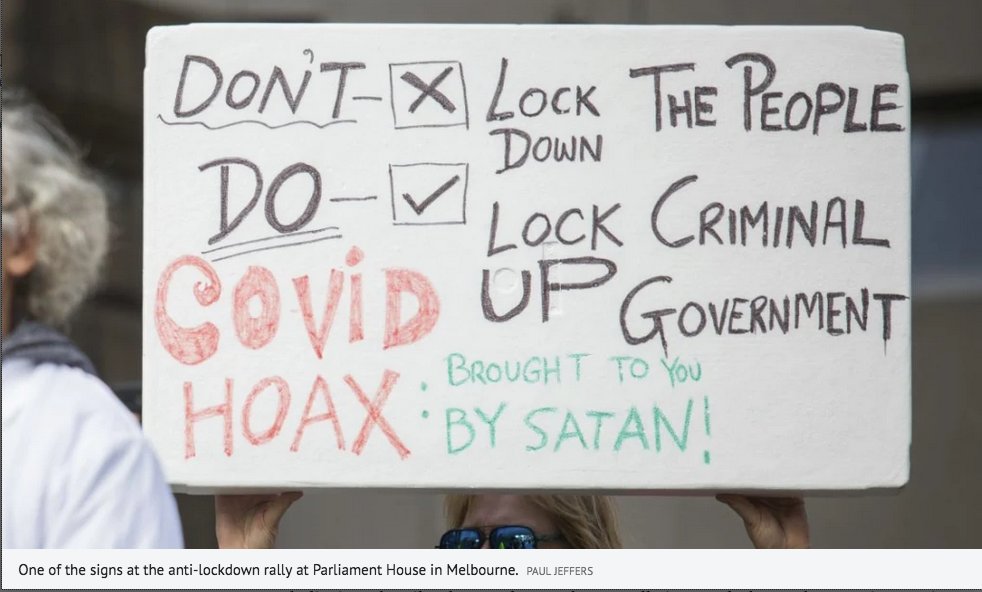 DON'T - ☒ LOCK DOWN THE PEOPLE
DO - ☑ LOCK UP CRIMINAL GOVERNMENT
COVID HOAX: BROUGHT TO YOU BY SATAN!
One of the signs at the anti-lockdown rally at Parliament House in Melbourne. PAUL JEFFERS